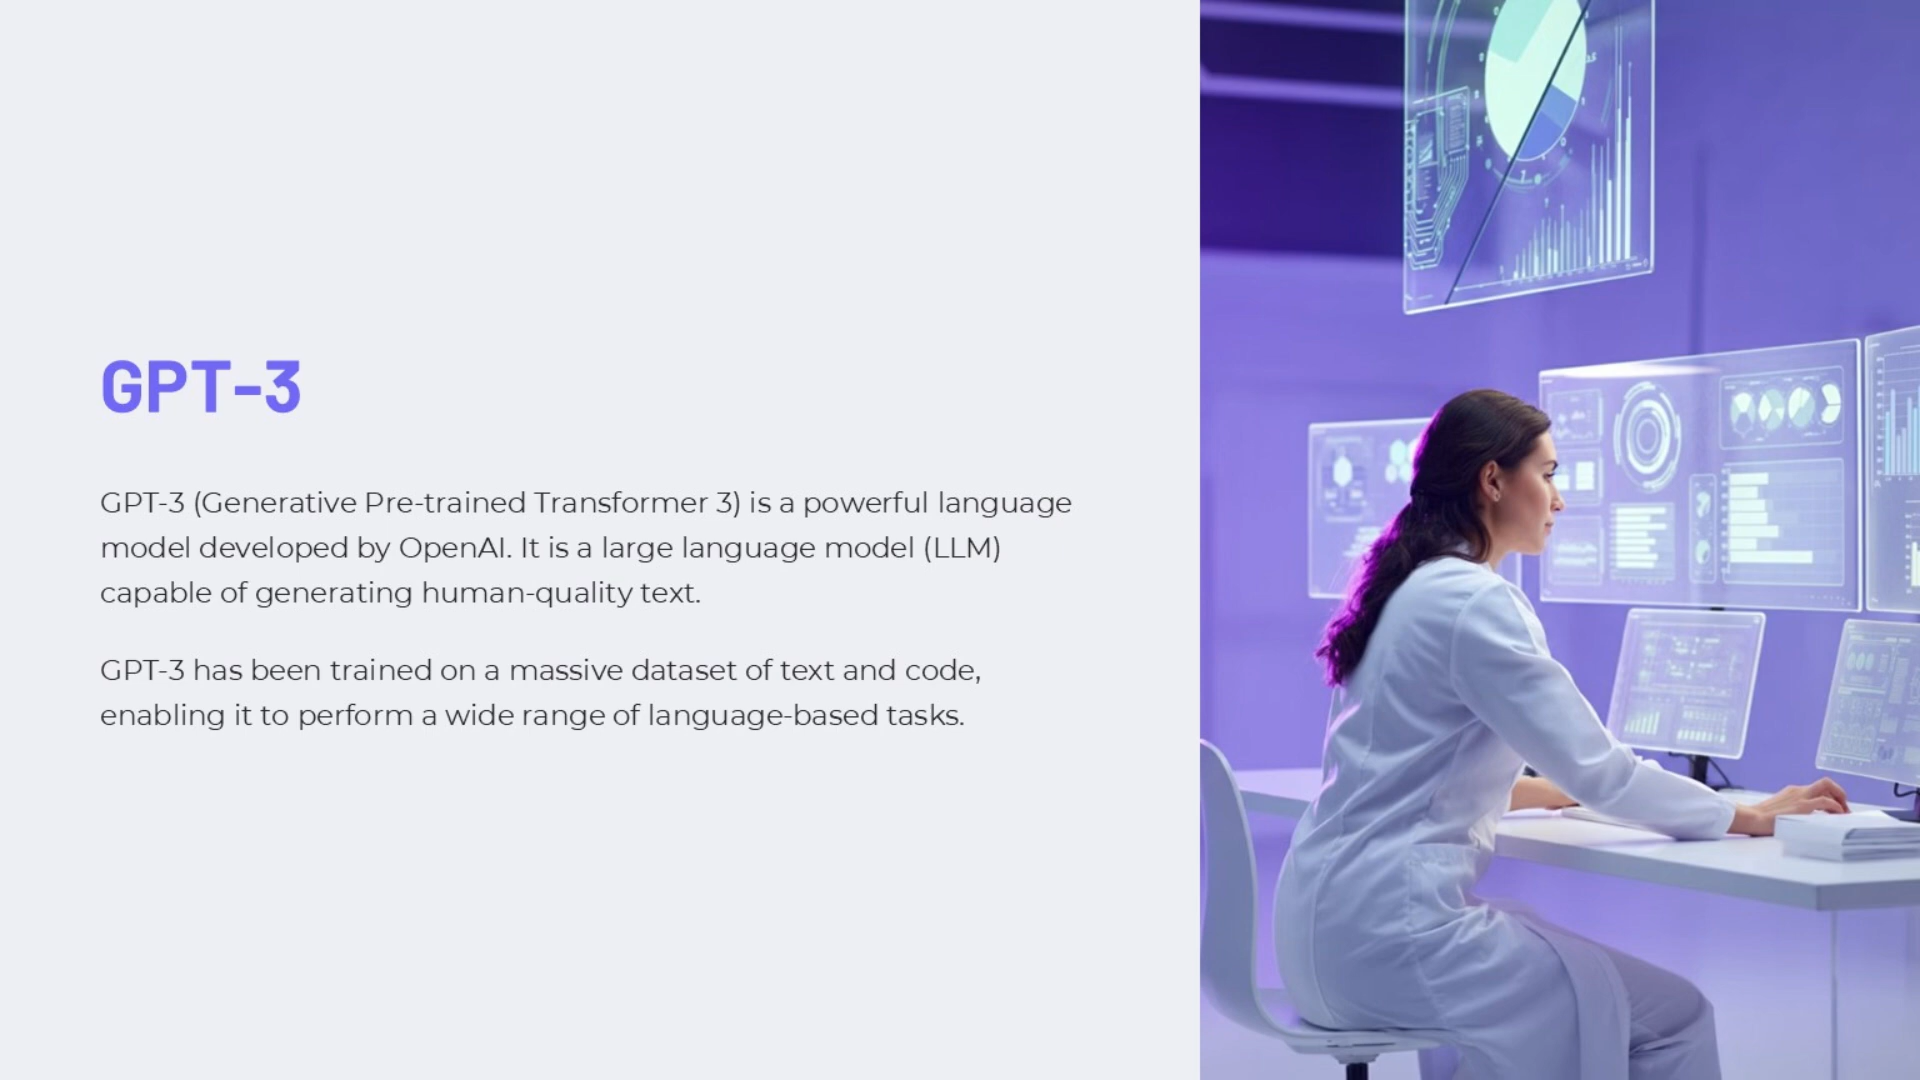 GPT-3
GPT-3 (Generative Pre-trained Transformer 3) is a powerful language
model developed by OpenAI. It is a large language model (LLM)
capable of generating human-quality text.
GPT-3 has been trained on a massive dataset of text and code,
enabling it to perform a wide range of language-based tasks.